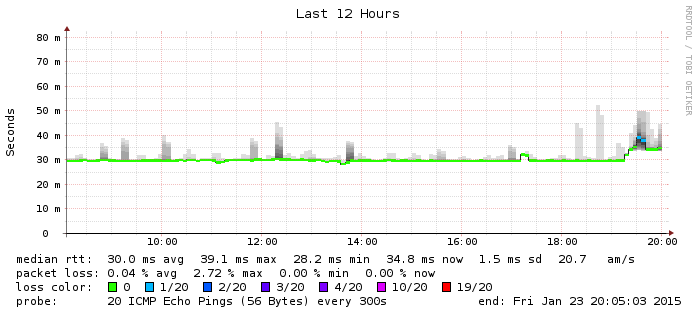 Last 12 Hours
RRDTOOL / TOBI OETIKER
Seconds
80 m
70 m
60 m
50 m
40 m
30 m
20 m
10 m
0
10:00 12:00 14:00 16:00 18:00 20:00
median rtt: 30.0 ms avg 39.1 ms max 28.2 ms min 34.8 ms now 1.5 ms sd 20.7 am/s
packet loss: 0.04 % avg 2.72 % max 0.00 % min 0.00 % now
loss color: 0 1/20 2/20 3/20 4/20 10/20 19/20
probe: 20 ICMP Echo Pings (56 Bytes) every 300s end: Fri Jan 23 20:05:03 2015